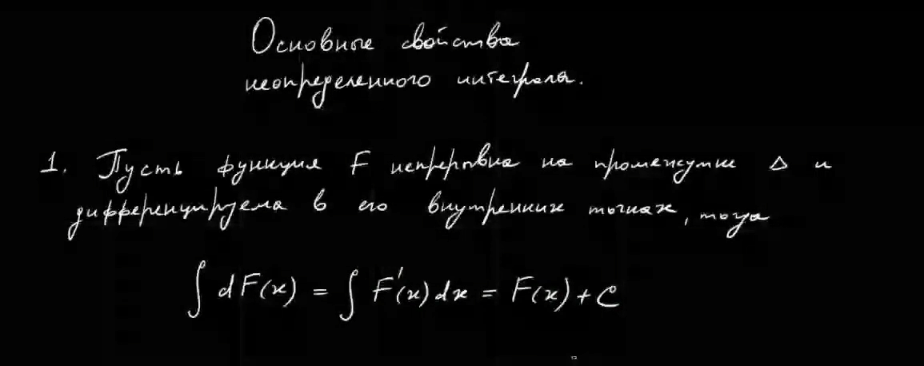 Основные свойства
неопределенного интеграла.
1. Пусть функция F непрерывна на промежутке Δ и
дифференцируема в его внутренних точках, тогда
∫ dF(x) = ∫ F'(x) dx = F(x) + C